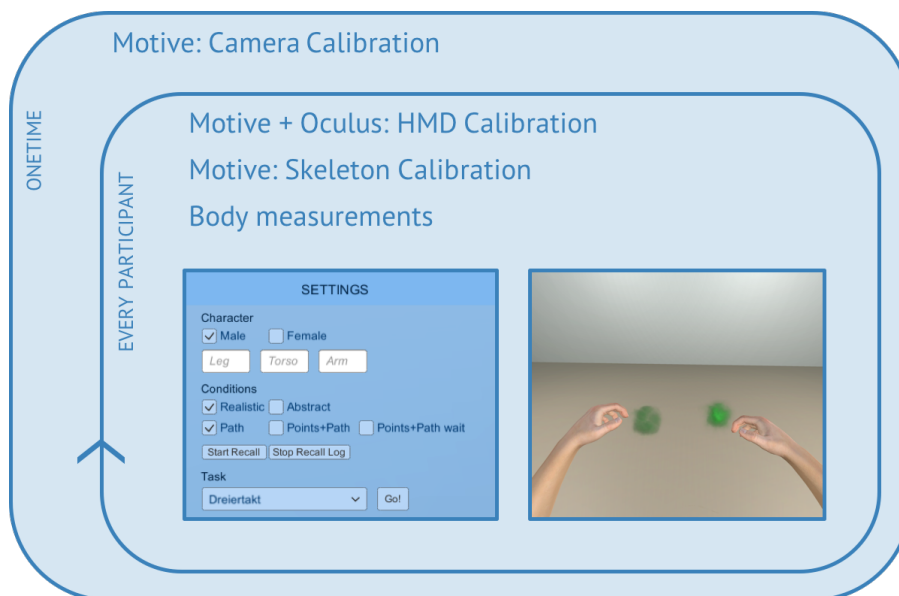 Motive: Camera Calibration
ONETIME
Motive + Oculus: HMD Calibration
Motive: Skeleton Calibration
Body measurements
EVERY PARTICIPANT
SETTINGS
Character
Male Female
Leg Torso Arm
Conditions
Realistic Abstract
Path Points+Path Points+Path wait
Start Recall Stop Recall Log
Task
Dreiertakt Go!